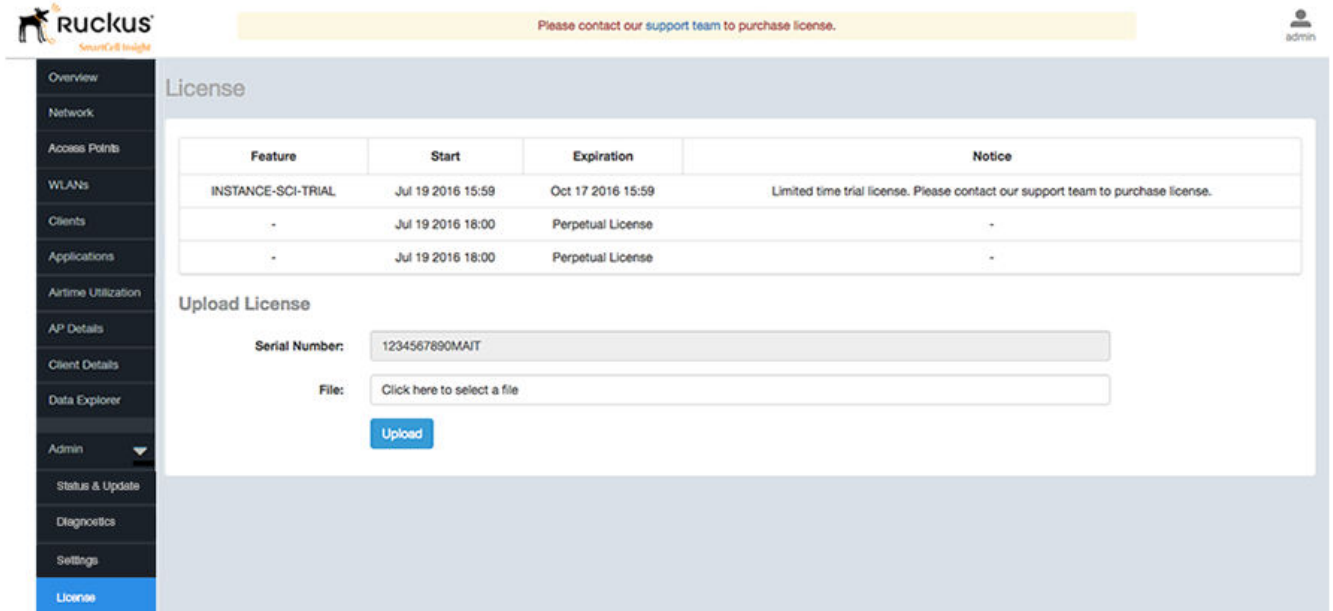 Ruckus
SmartCell Insight
Please contact our support team to purchase license.
admin
Overview
Network
Access Points
WLANs
Clients
Applications
Airtime Utilization
AP Details
Client Details
Data Explorer
Admin
Status & Update
Diagnostics
Settings
License
License
Feature Start Expiration Notice
INSTANCE-SCI-TRIAL Jul 19 2016 15:59 Oct 17 2016 15:59 Limited time trial license. Please contact our support team to purchase license.
- Jul 19 2016 18:00 Perpetual License -
- Jul 19 2016 18:00 Perpetual License -
Upload License
Serial Number: 1234567890MAIT
File: Click here to select a file
Upload